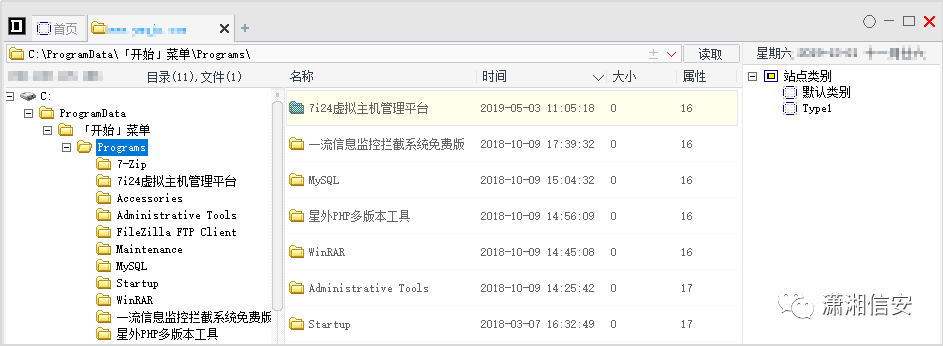 首页
C:\ProgramData\「开始」菜单\Programs\
读取
星期六
目录(11),文件(1)
名称 时间 大小 属性
C:
ProgramData
「开始」菜单
Programs
7-Zip
7i24虚拟主机管理平台
Accessories
Administrative Tools
FileZilla FTP Client
Maintenance
MySQL
Startup
WinRAR
一流信息监控拦截系统免费版
星外PHP多版本工具
7i24虚拟主机管理平台 2019-05-03 11:05:18 0 16
一流信息监控拦截系统免费版 2018-10-09 17:39:32 0 16
MySQL 2018-10-09 15:04:32 0 16
星外PHP多版本工具 2018-10-09 14:56:09 0 16
WinRAR 2018-10-09 14:45:08 0 16
Administrative Tools 2018-10-09 14:25:42 0 17
Startup 2018-03-07 16:32:49 0 17
站点类别
默认类别
Type1
潇湘信安